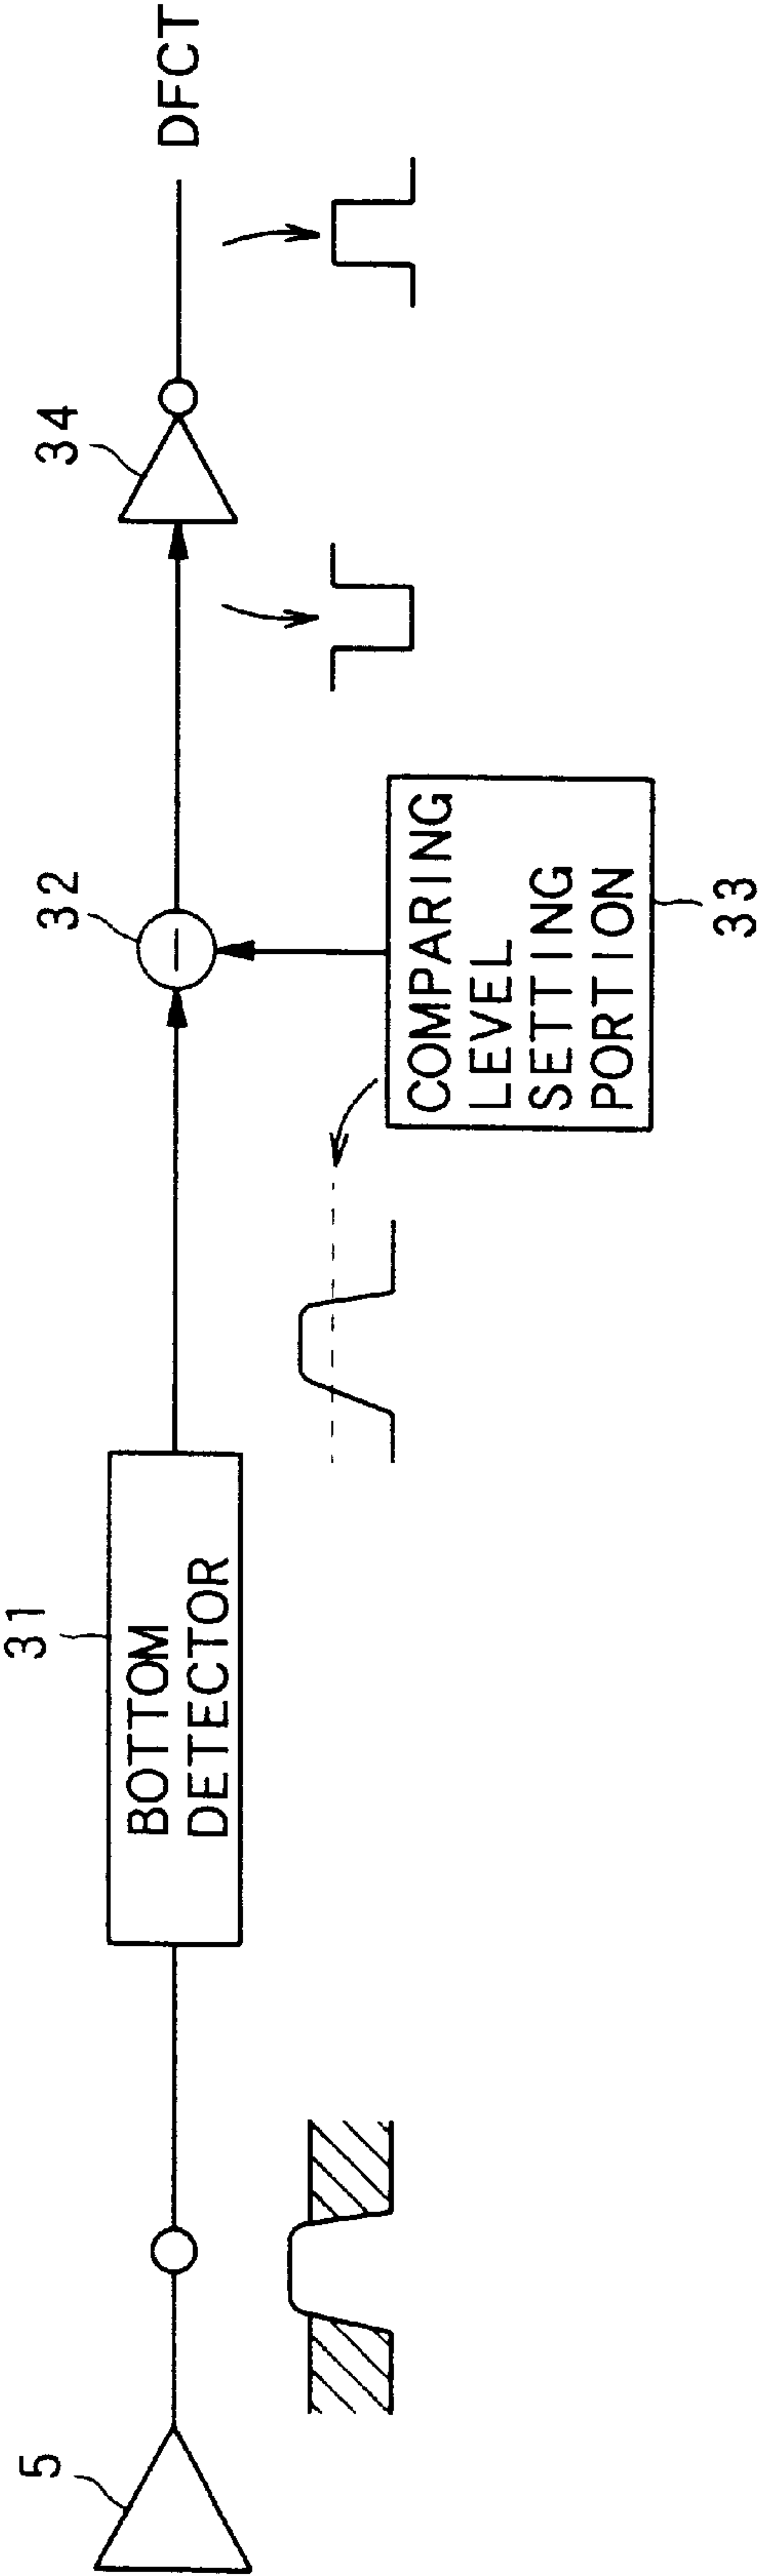 5
31
BOTTOM
DETECTOR
32
COMPARING
LEVEL
SETTING
PORTION
33
34
DFCT